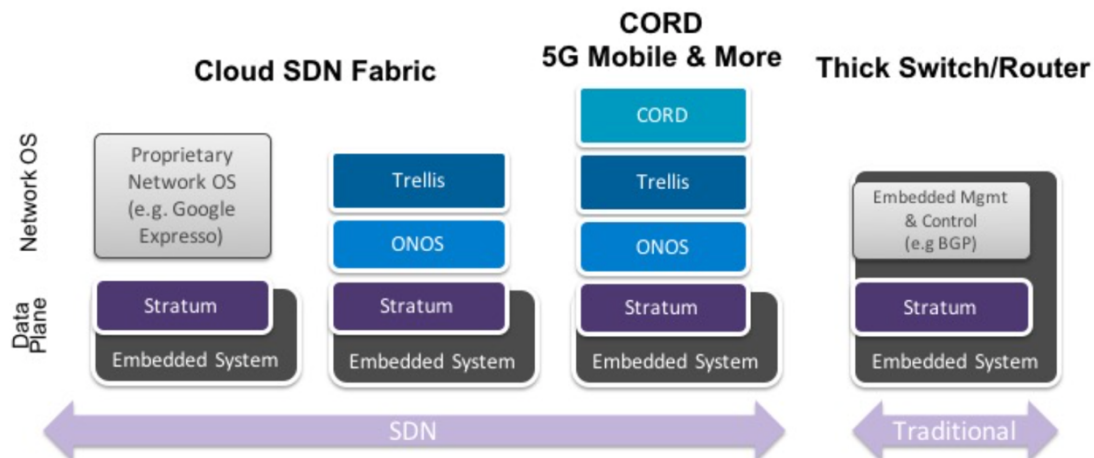 CORD
5G Mobile & More
Cloud SDN Fabric
Thick Switch/Router
Network OS
Proprietary
Network OS
(e.g. Google
Expresso)
Trellis
ONOS
CORD
Trellis
ONOS
Embedded Mgmt
& Control
(e.g BGP)
Data
Plane
Stratum
Embedded System
Stratum
Embedded System
Stratum
Embedded System
Stratum
Embedded System
SDN
Traditional